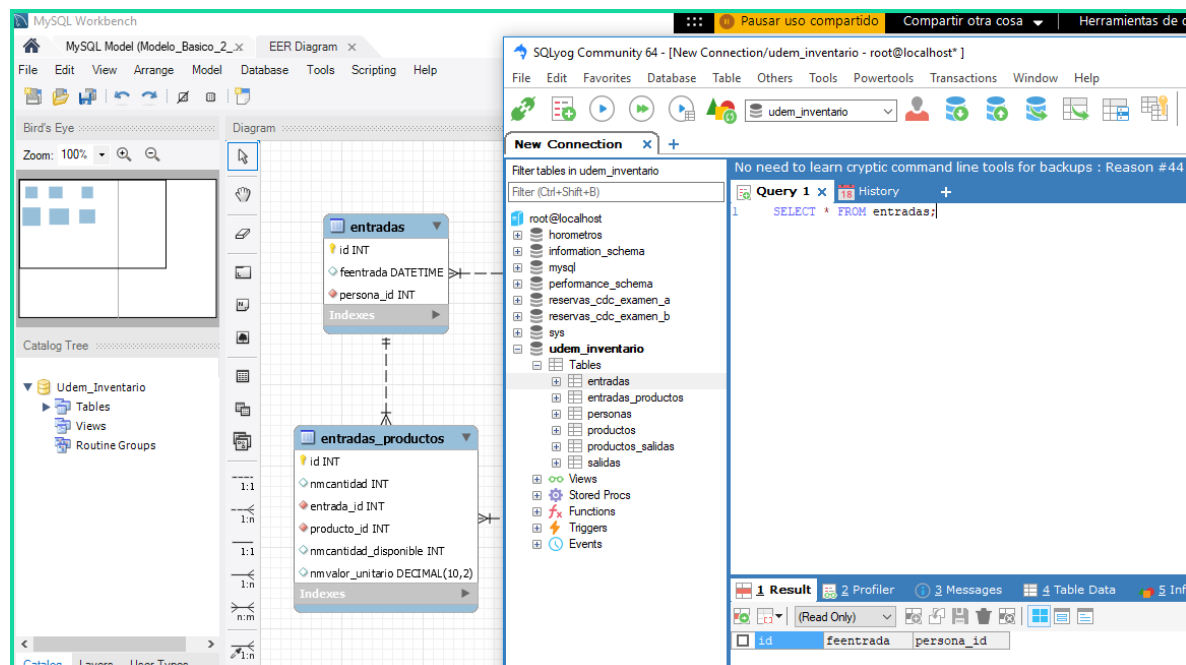 MySQL Workbench
MySQL Model (Modelo_Basico_2_ x
EER Diagram x
File Edit View Arrange Model Database Tools Scripting Help
Bird's Eye
Zoom: 100%
Catalog Tree
Udem_Inventario
Tables
Views
Routine Groups
Catalog Layers User Types
Diagram
1:1
1:n
1:1
1:n
n:m
1:n
entradas
id INT
feentrada DATETIME
persona_id INT
Indexes
entradas_productos
id INT
nmcantidad INT
entrada_id INT
producto_id INT
nmcantidad_disponible INT
nmvalor_unitario DECIMAL(10,2)
Indexes
Pausar uso compartido Compartir otra cosa Herramientas de
SQLyog Community 64 - [New Connection/udem_inventario - root@localhost* ]
File Edit Favorites Database Table Others Tools Powertools Transactions Window Help
udem_inventario
New Connection x +
Filter tables in udem_inventario
Filter (Ctrl+Shift+B)
root@localhost
horometros
information_schema
mysql
performance_schema
reservas_cdc_examen_a
reservas_cdc_examen_b
sys
udem_inventario
Tables
entradas
entradas_productos
personas
productos
productos_salidas
salidas
Views
Stored Procs
Functions
Triggers
Events
No need to learn cryptic command line tools for backups : Reason #44
Query 1 x 18 History +
1 SELECT * FROM entradas;
1 Result 2 Profiler 3 Messages 4 Table Data 5 Inf
(Read Only)
id feentrada persona_id